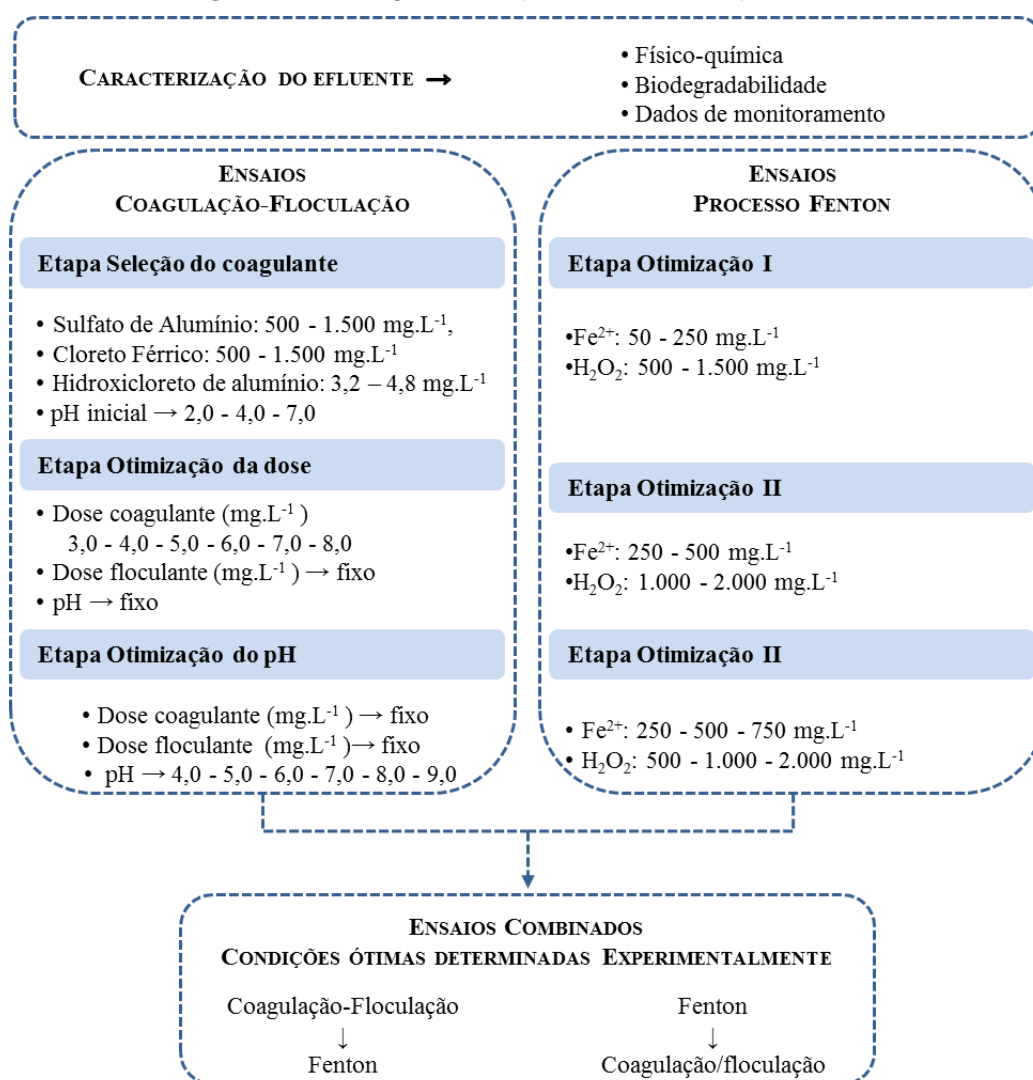 CARACTERIZAÇÃO DO EFLUENTE →
• Físico-química
• Biodegradabilidade
• Dados de monitoramento
ENSAIOS
COAGULAÇÃO-FLOCULAÇÃO
Etapa Seleção do coagulante
• Sulfato de Alumínio: 500 - 1.500 mg.L⁻¹,
• Cloreto Férrico: 500 - 1.500 mg.L⁻¹
• Hidroxicloreto de alumínio: 3,2 – 4,8 mg.L⁻¹
• pH inicial → 2,0 - 4,0 - 7,0
Etapa Otimização da dose
• Dose coagulante (mg.L⁻¹ )
3,0 - 4,0 - 5,0 - 6,0 - 7,0 - 8,0
• Dose floculante (mg.L⁻¹ ) → fixo
• pH → fixo
Etapa Otimização do pH
• Dose coagulante (mg.L⁻¹ ) → fixo
• Dose floculante (mg.L⁻¹ )→ fixo
• pH → 4,0 - 5,0 - 6,0 - 7,0 - 8,0 - 9,0
ENSAIOS
PROCESSO FENTON
Etapa Otimização I
•Fe²⁺: 50 - 250 mg.L⁻¹
•H₂O₂: 500 - 1.500 mg.L⁻¹
Etapa Otimização II
•Fe²⁺: 250 - 500 mg.L⁻¹
•H₂O₂: 1.000 - 2.000 mg.L⁻¹
Etapa Otimização II
• Fe²⁺: 250 - 500 - 750 mg.L⁻¹
• H₂O₂: 500 - 1.000 - 2.000 mg.L⁻¹
ENSAIOS COMBINADOS
CONDIÇÕES ÓTIMAS DETERMINADAS EXPERIMENTALMENTE
Coagulação-Floculação
↓
Fenton
Fenton
↓
Coagulação/floculação